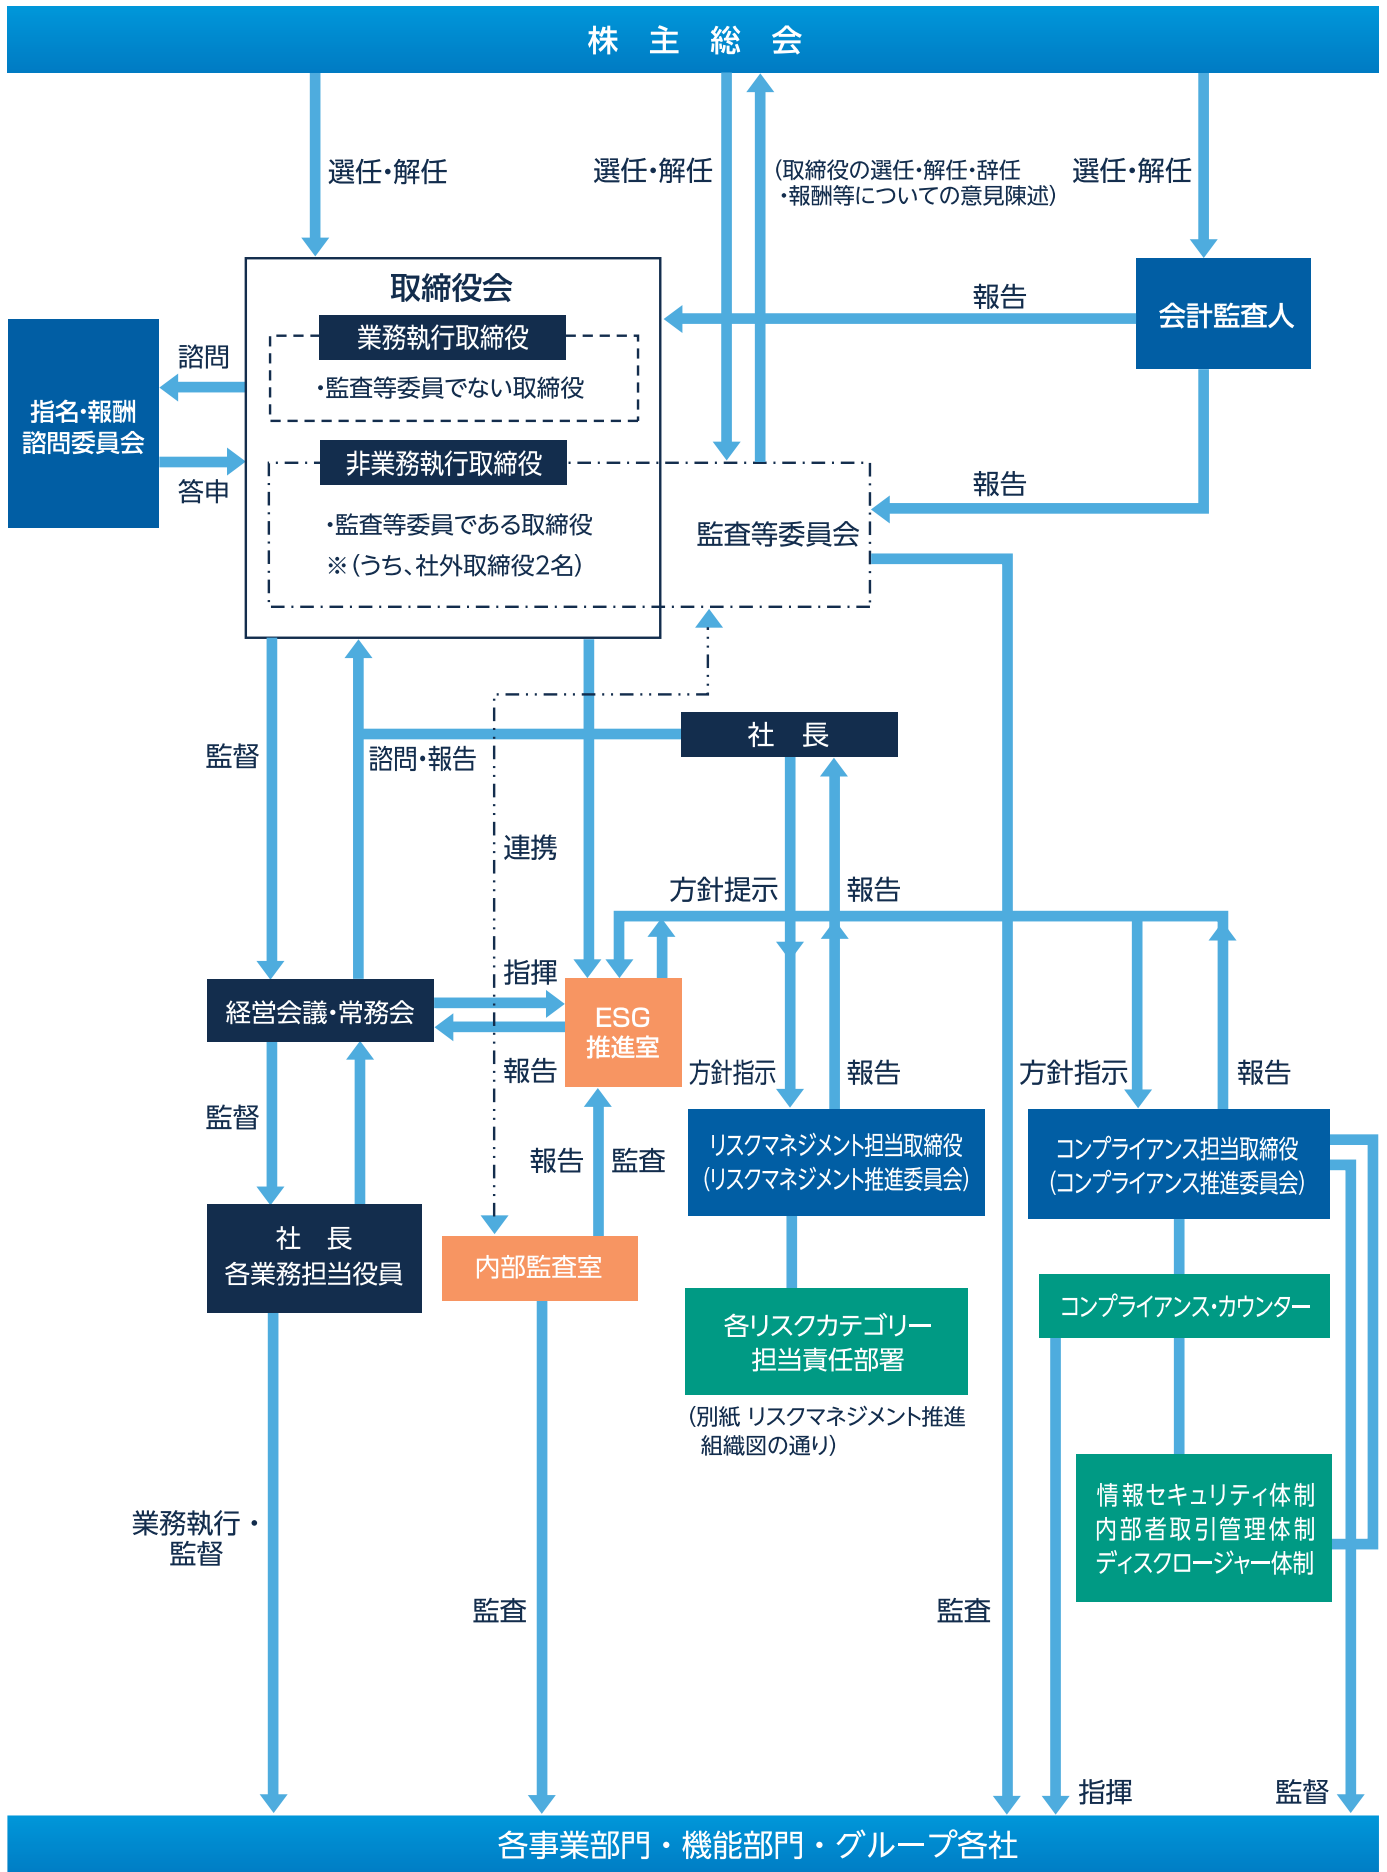 株 主 総 会
選任・解任
選任・解任
(取締役の選任・解任・辞任
・報酬等についての意見陳述)
選任・解任
取締役会
業務執行取締役
・監査等委員でない取締役
非業務執行取締役
・監査等委員である取締役
※(うち、社外取締役2名)
監査等委員会
報告
会計監査人
報告
諮問
指名・報酬
諮問委員会
答申
監督
諮問・報告
社 長
連携
方針提示
報告
指揮
経営会議・常務会
ESG
推進室
報告
方針指示
報告
方針指示
報告
監督
報告
監査
リスクマネジメント担当取締役
(リスクマネジメント推進委員会)
コンプライアンス担当取締役
(コンプライアンス推進委員会)
社 長
各業務担当役員
内部監査室
各リスクカテゴリー
担当責任部署
(別紙 リスクマネジメント推進
組織図の通り)
コンプライアンス・カウンター
情報セキュリティ体制
内部者取引管理体制
ディスクロージャー体制
業務執行・
監督
監査
監査
指揮
監督
各事業部門・機能部門・グループ各社